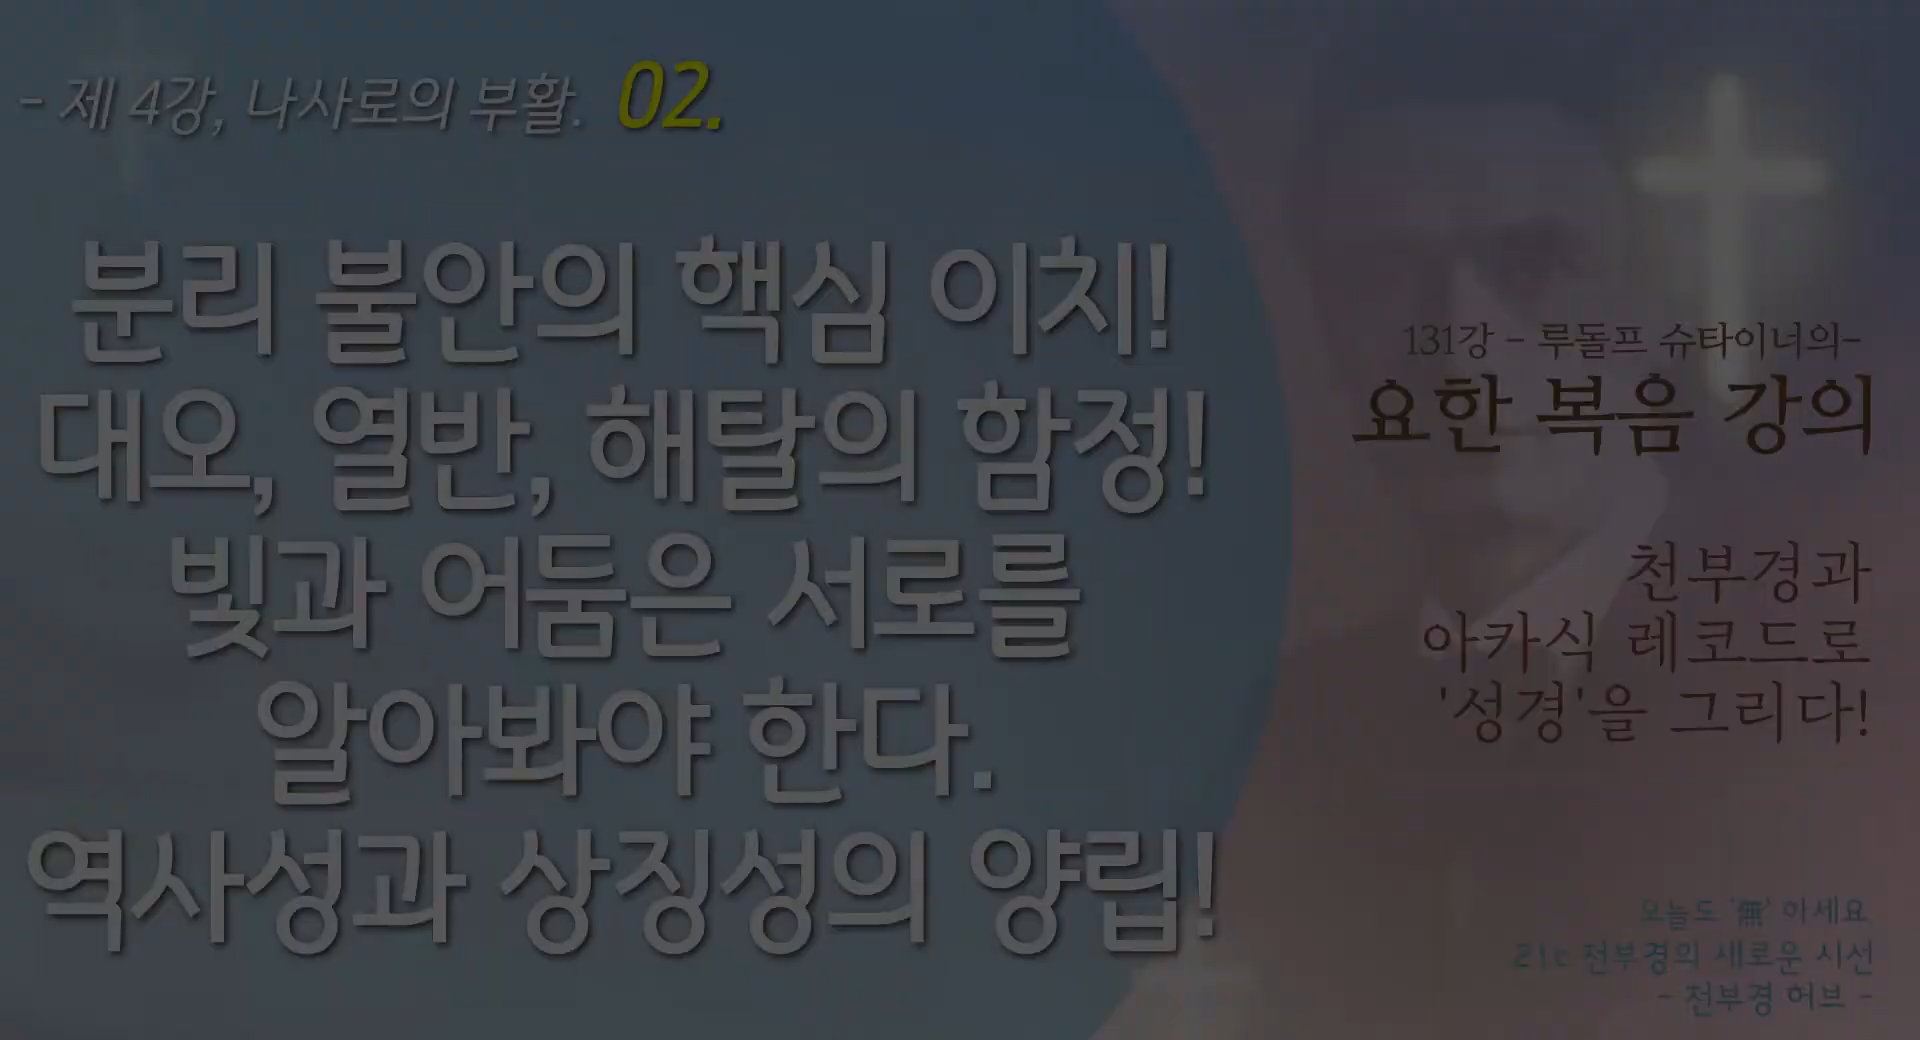 - 제 4강, 나사로의 부활. 02.
분리 불안의 핵심 이치!
대오, 열반, 해탈의 함정!
빛과 어둠은 서로를
알아봐야 한다.
역사성과 상징성의 양립!
131강 - 루돌프 슈타이너의-
요한 복음 강의
천부경과
아카식 레코드로
'성경'을 그리다!
오늘도 '無' 이세요
21c 천부경의 새로운 시선
- 천부경 허브 -